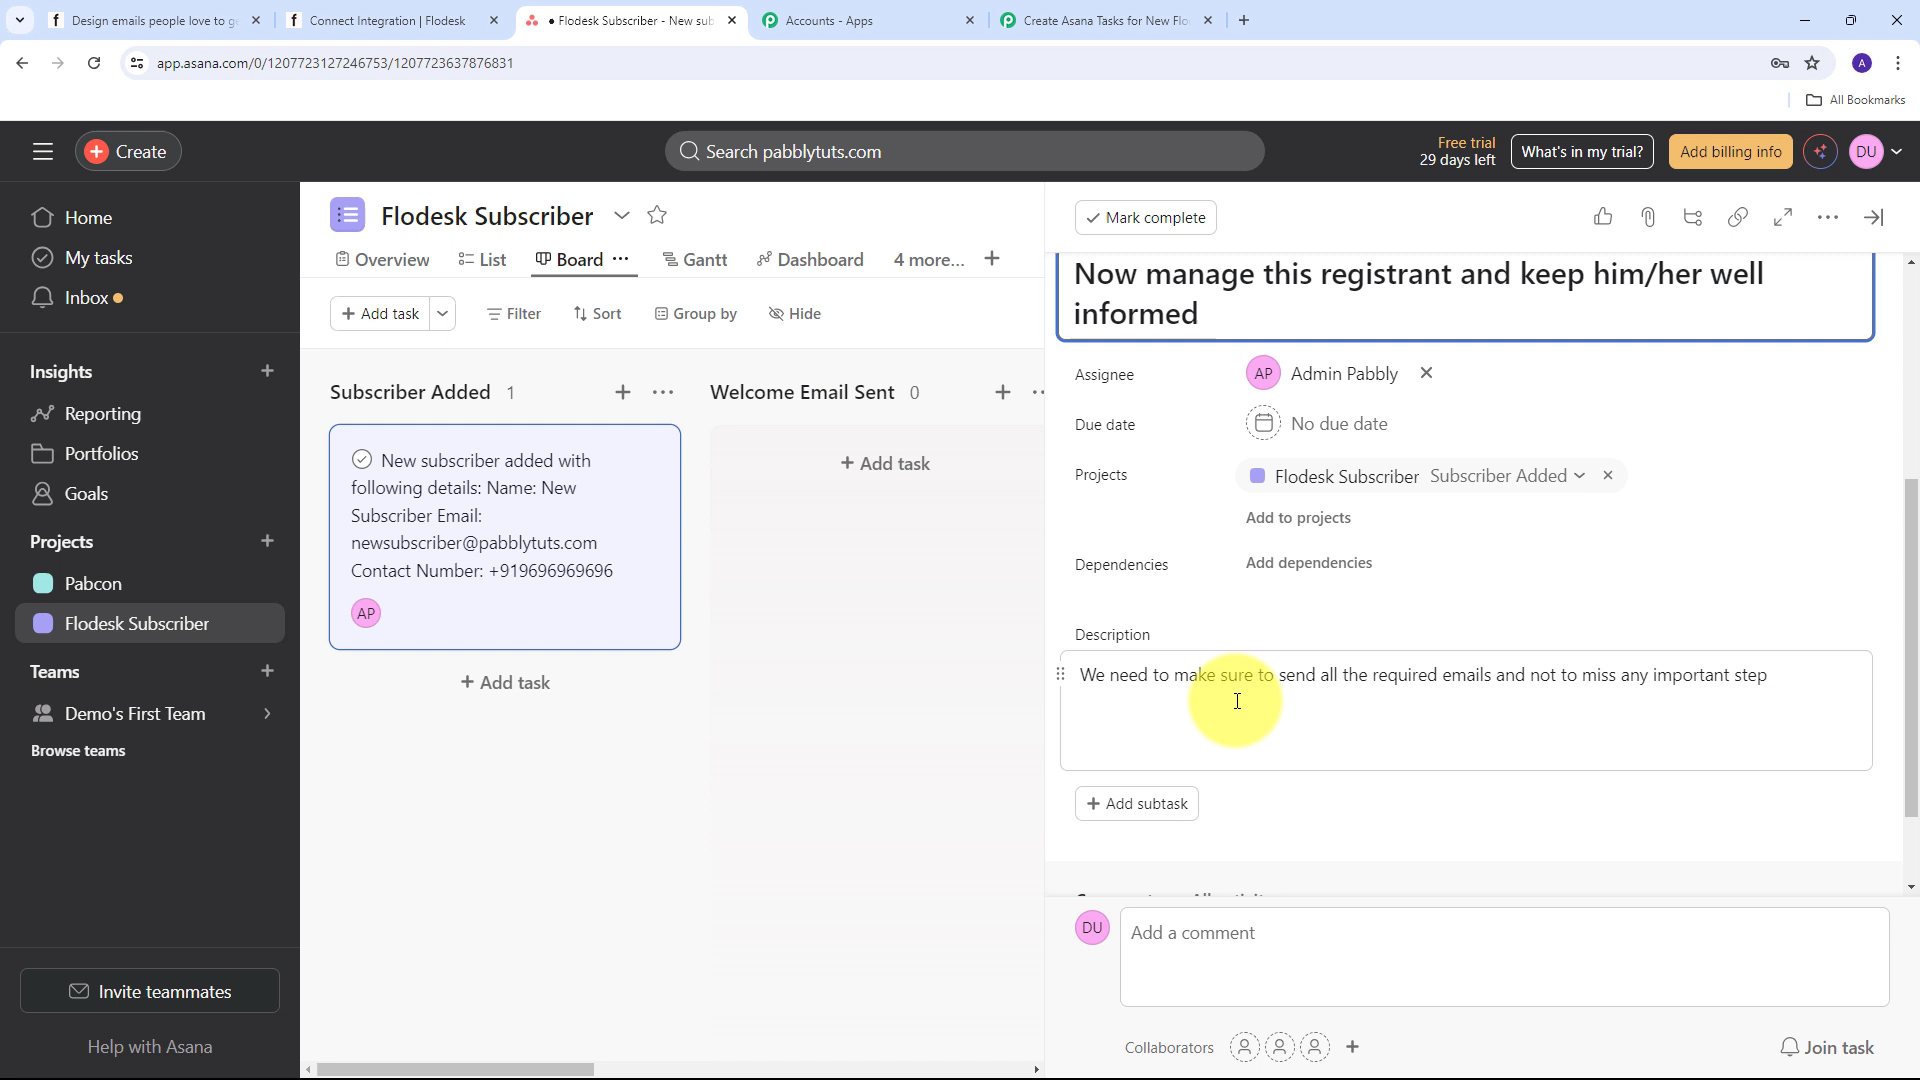 Design emails people love to g
Connect Integration | Flodesk
• Flodesk Subscriber - New sub
Accounts - Apps
Create Asana Tasks for New Flo
app.asana.com/0/1207723127246753/1207723637876831
A
All Bookmarks
Create
Search pabblytuts.com
Free trial
29 days left
What's in my trial?
Add billing info
DU
Home
My tasks
Inbox
Insights
Reporting
Portfolios
Goals
Projects
Pabcon
Flodesk Subscriber
Teams
Demo's First Team
Browse teams
Invite teammates
Help with Asana
Flodesk Subscriber
Overview
List
Board
Gantt
Dashboard
4 more...
Add task
Filter
Sort
Group by
Hide
Subscriber Added 1
New subscriber added with
following details: Name: New
Subscriber Email:
newsubscriber@pabblytuts.com
Contact Number: +919696969696
AP
+ Add task
Welcome Email Sent 0
+ Add task
Mark complete
Now manage this registrant and keep him/her well
informed
Assignee
AP Admin Pabbly
Due date
No due date
Projects
Flodesk Subscriber Subscriber Added
Add to projects
Dependencies
Add dependencies
Description
We need to make sure to send all the required emails and not to miss any important step
+ Add subtask
DU
Add a comment
Collaborators
Join task